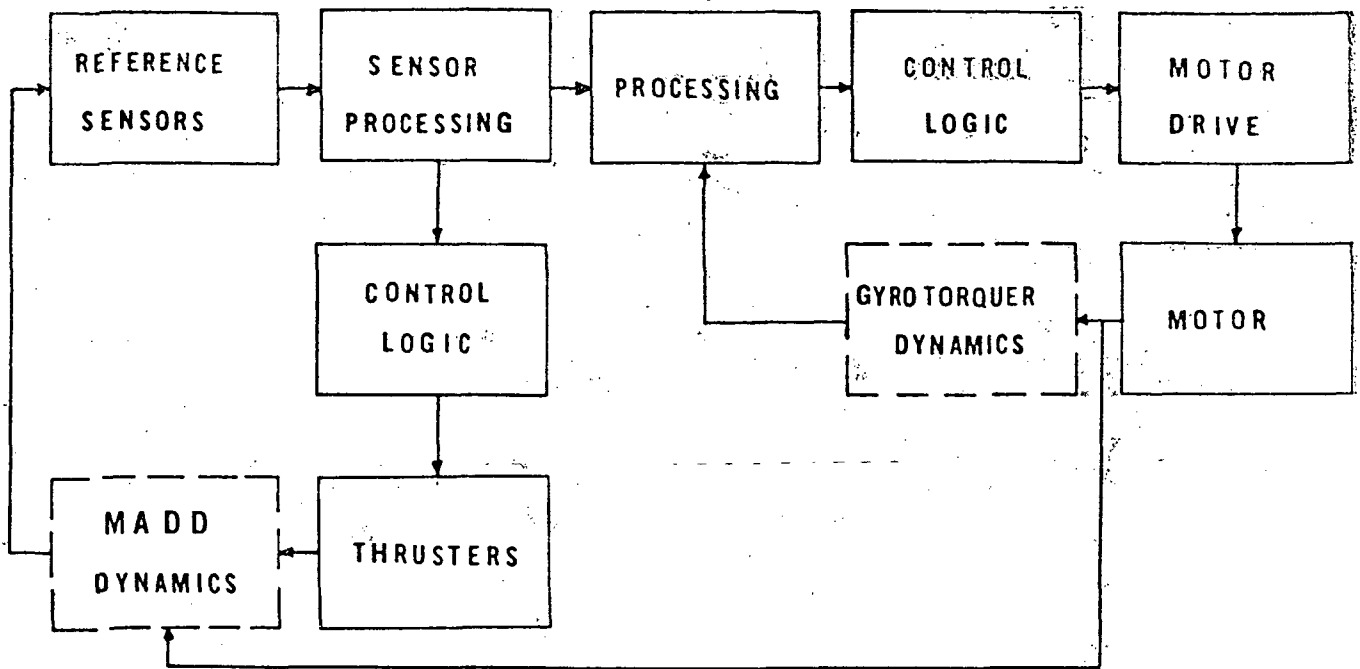 REFERENCE
SENSORS
SENSOR
PROCESSING
PROCESSING
CONTROL
LOGIC
MOTOR
DRIVE
CONTROL
LOGIC
GYROTORQUER
DYNAMICS
MOTOR
MADD
DYNAMICS
THRUSTERS